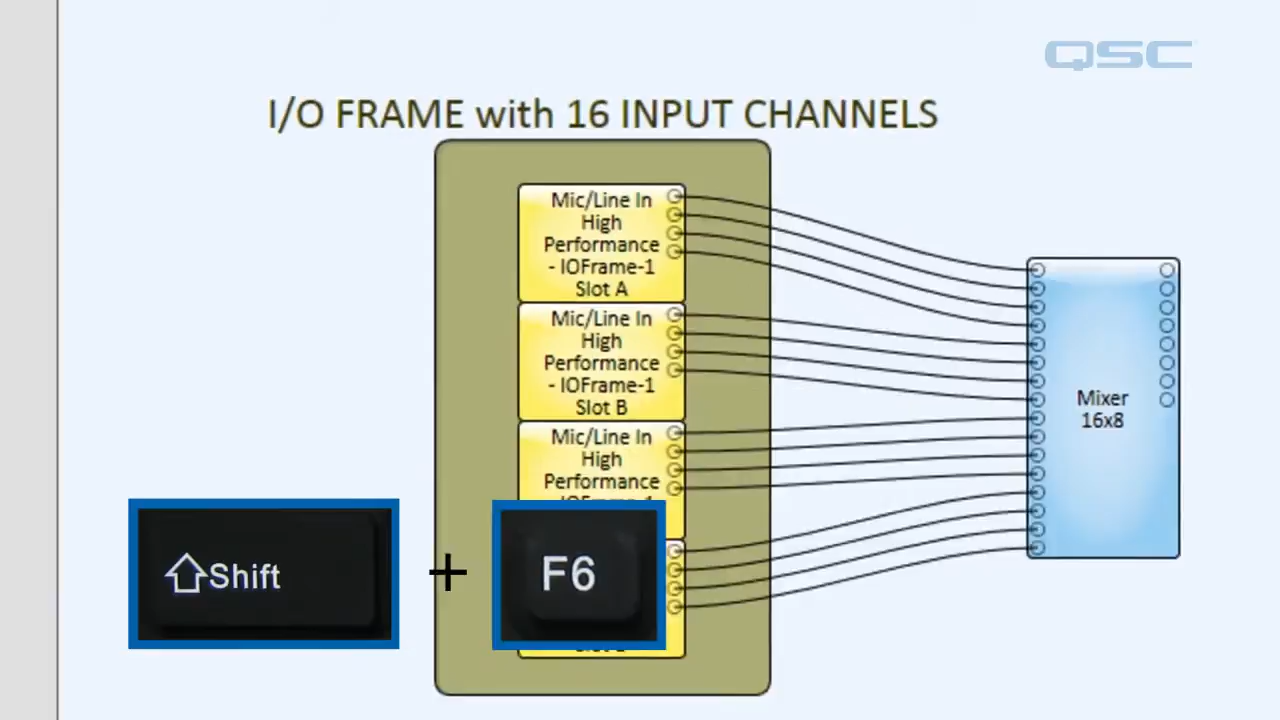 QSC
I/O FRAME with 16 INPUT CHANNELS
Mic/Line In
High
Performance
- IOFrame-1
Slot A
Mic/Line In
High
Performance
- IOFrame-1
Slot B
Mic/Line In
High
Performance
Mixer
16x8
Shift
+
F6